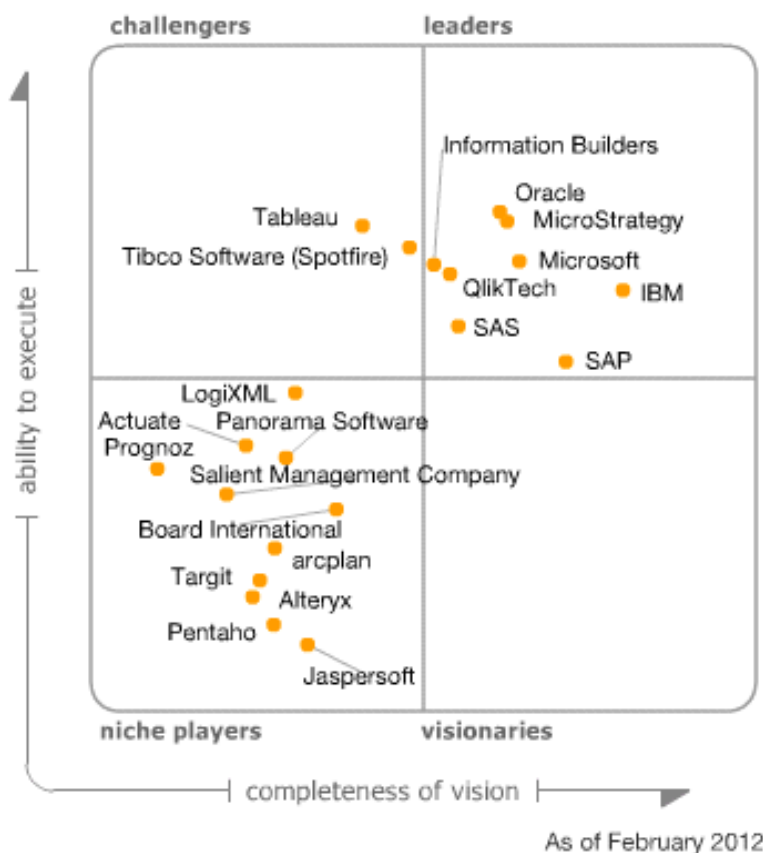 challengers
leaders
Information Builders
Oracle
Tableau
MicroStrategy
Tibco Software (Spotfire)
Microsoft
QlikTech
IBM
SAS
SAP
LogiXML
Actuate
Panorama Software
Prognoz
Salient Management Company
Board International
arcplan
Targit
Alteryx
Pentaho
Jaspersoft
niche players
visionaries
ability to execute
completeness of vision
As of February 2012